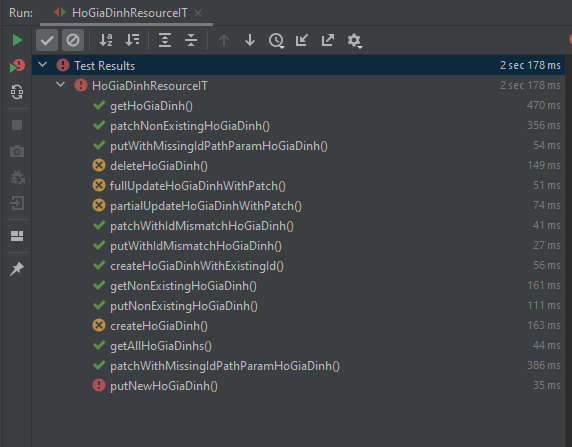 Run: HoGiaDinhResourceIT
Test Results 2 sec 178 ms
HoGiaDinhResourceIT 2 sec 178 ms
getHoGiaDinh() 470 ms
patchNonExistingHoGiaDinh() 356 ms
putWithMissingIdPathParamHoGiaDinh() 54 ms
deleteHoGiaDinh() 149 ms
fullUpdateHoGiaDinhWithPatch() 51 ms
partialUpdateHoGiaDinhWithPatch() 74 ms
patchWithIdMismatchHoGiaDinh() 41 ms
putWithIdMismatchHoGiaDinh() 27 ms
createHoGiaDinhWithExistingId() 56 ms
getNonExistingHoGiaDinh() 161 ms
putNonExistingHoGiaDinh() 111 ms
createHoGiaDinh() 163 ms
getAllHoGiaDinhs() 44 ms
patchWithMissingIdPathParamHoGiaDinh() 386 ms
putNewHoGiaDinh() 35 ms